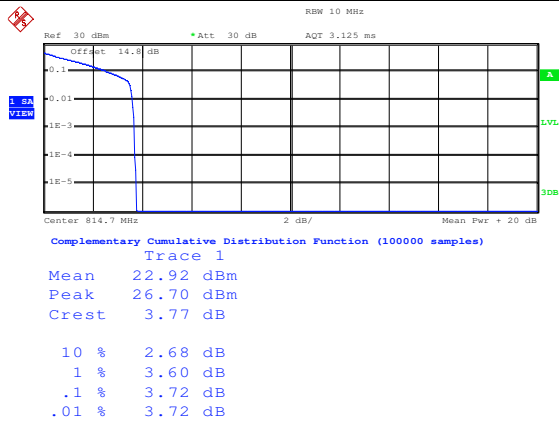 RBW 10 MHz
Ref 30 dBm *Att 30 dB AQT 3.125 ms
Offset 14.8 dB
0.1
A
0.01
1 SA
VIEW
1E-3
LVL
1E-4
1E-5
3DB
Center 814.7 MHz 2 dB/ Mean Pwr + 20 dB
Complementary Cumulative Distribution Function (100000 samples)
Trace 1
Mean 22.92 dBm
Peak 26.70 dBm
Crest 3.77 dB
10 % 2.68 dB
1 % 3.60 dB
.1 % 3.72 dB
.01 % 3.72 dB